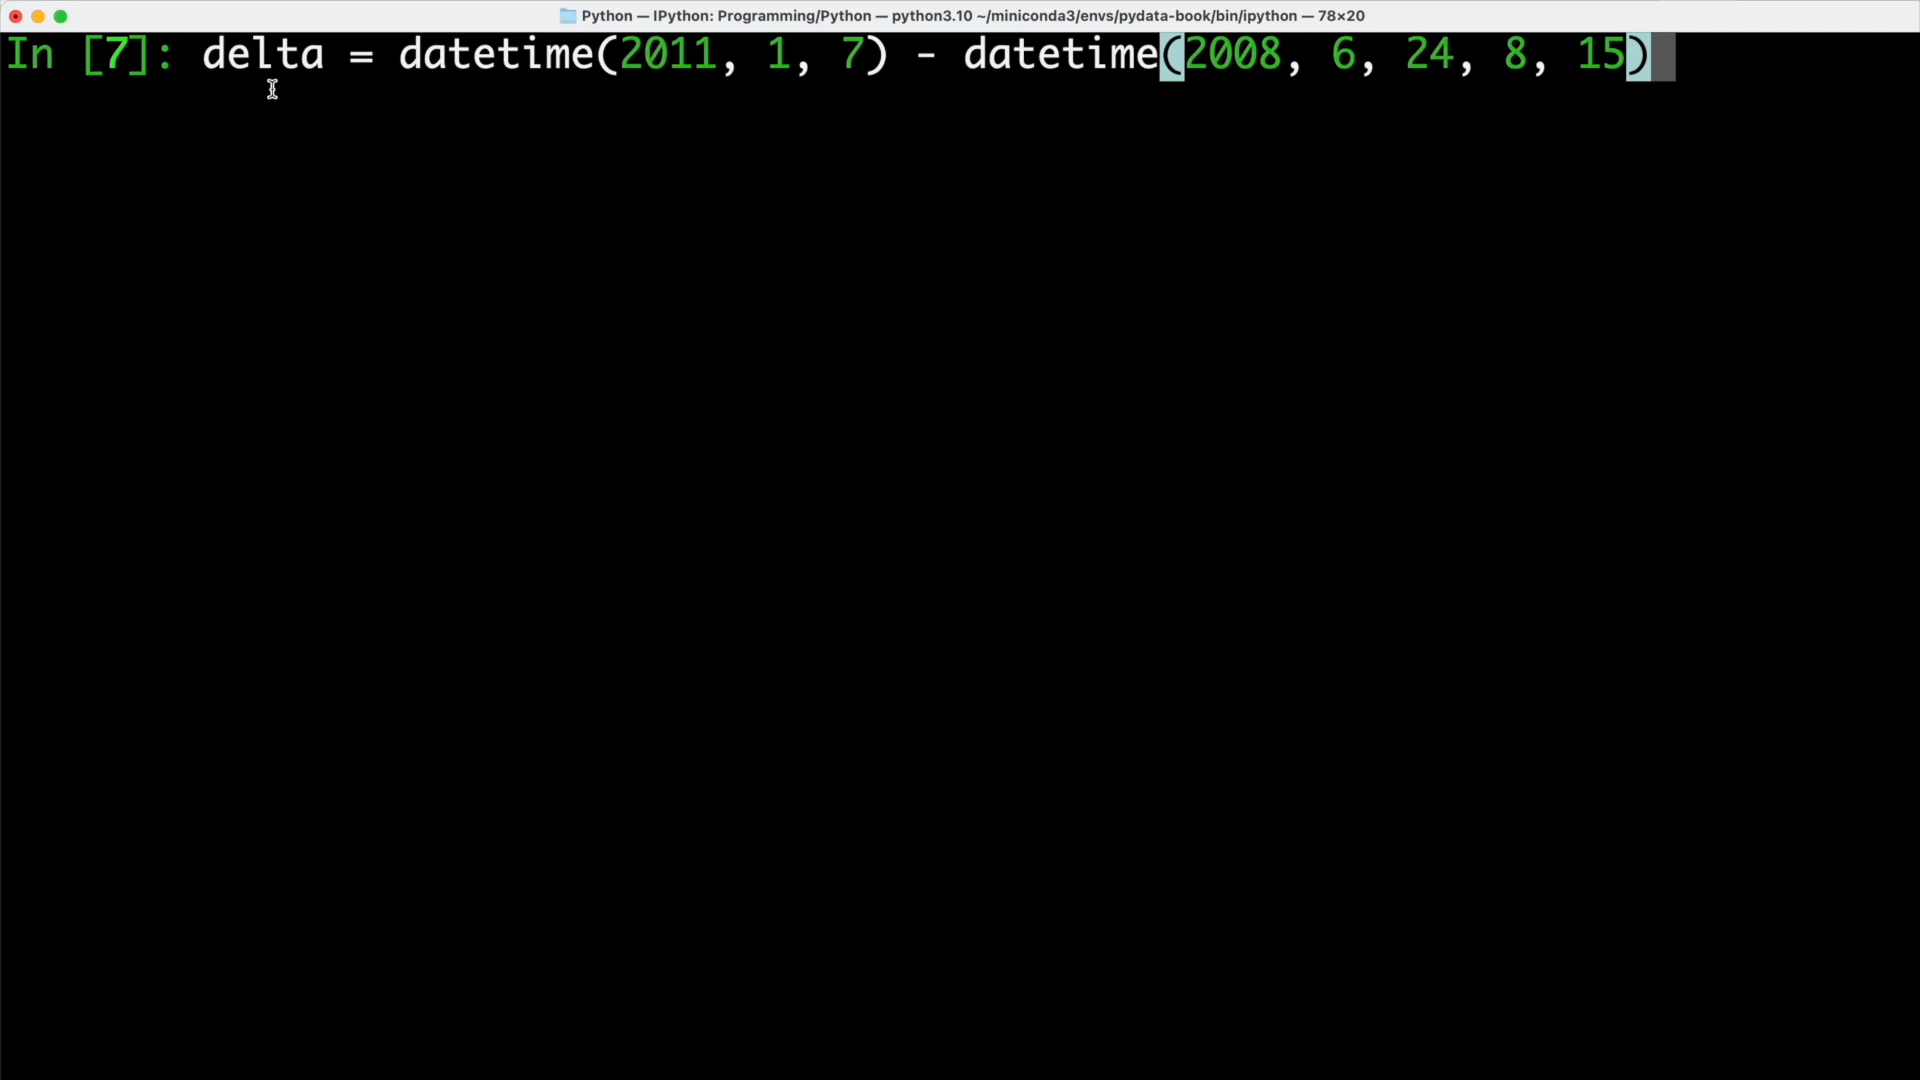 Python — IPython: Programming/Python — python3.10 ~/miniconda3/envs/pydata-book/bin/ipython — 78×20
In [7]: delta = datetime(2011, 1, 7) - datetime(2008, 6, 24, 8, 15)